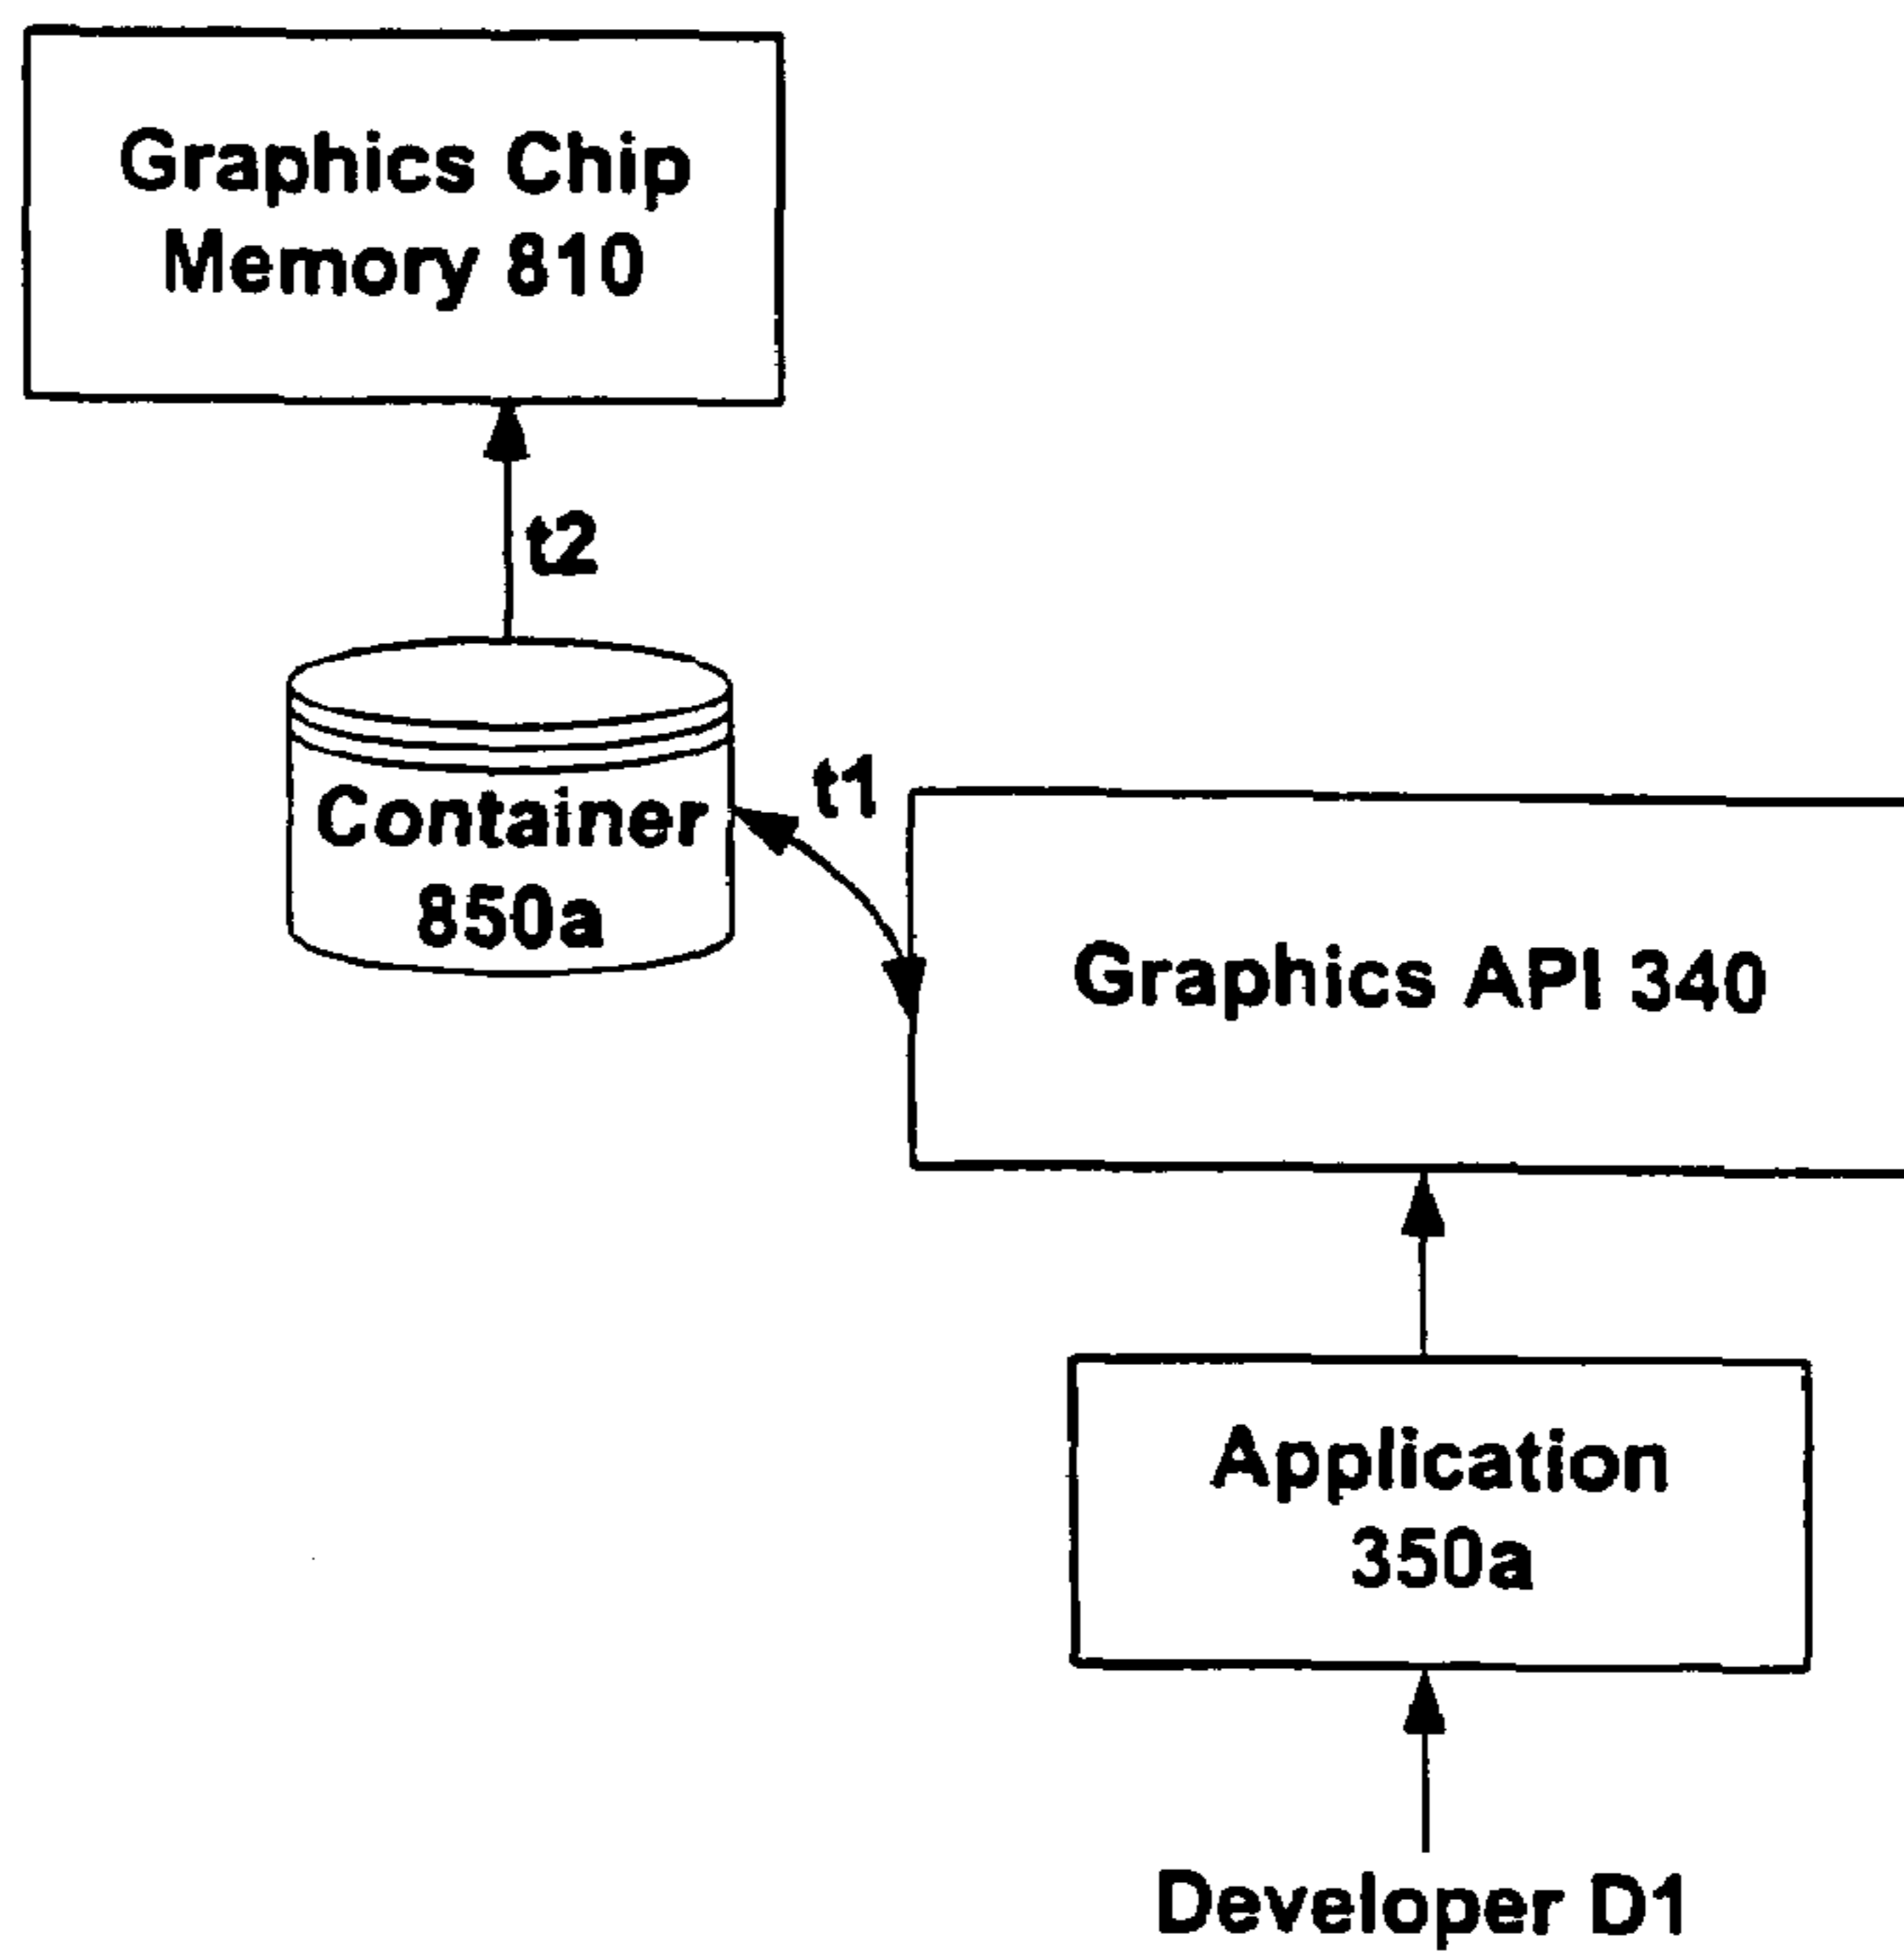 Graphics Chip
Memory 810
t2
Container
850a
t1
Graphics API 340
Application
350a
Developer D1